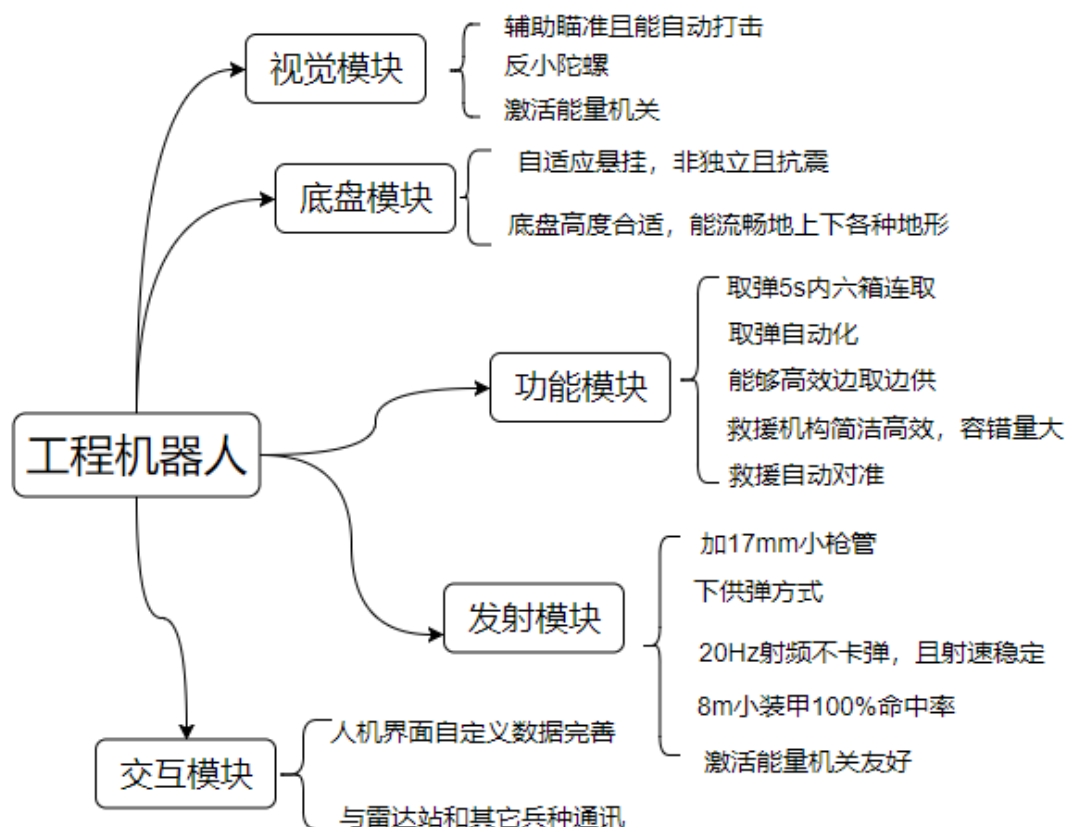 工程机器人
视觉模块
辅助瞄准且能自动打击
反小陀螺
激活能量机关
底盘模块
自适应悬挂，非独立且抗震
底盘高度合适，能流畅地上下各种地形
功能模块
取弹5s内六箱连取
取弹自动化
能够高效边取边供
救援机构简洁高效，容错量大
救援自动对准
发射模块
加17mm小枪管
下供弹方式
20Hz射频不卡弹，且射速稳定
8m小装甲100%命中率
激活能量机关友好
交互模块
人机界面自定义数据完善
与雷达站和其它兵种通讯